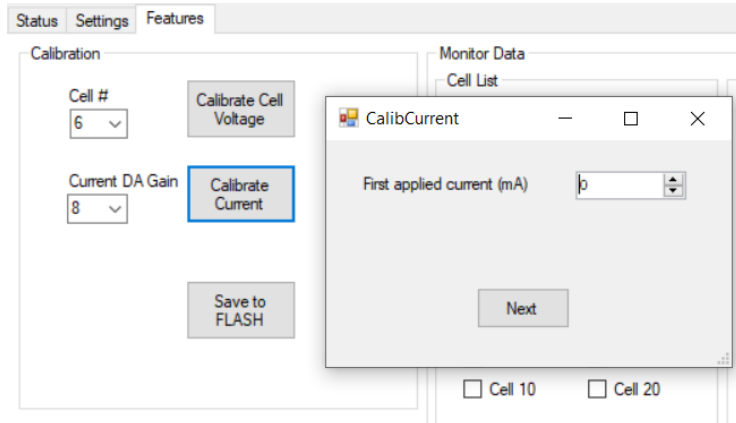 Status Settings Features
Calibration
Cell #
6
Calibrate Cell
Voltage
Current DA Gain
8
Calibrate
Current
Save to
FLASH
Monitor Data
Cell List
CalibCurrent
First applied current (mA)
0
Next
Cell 10 Cell 20